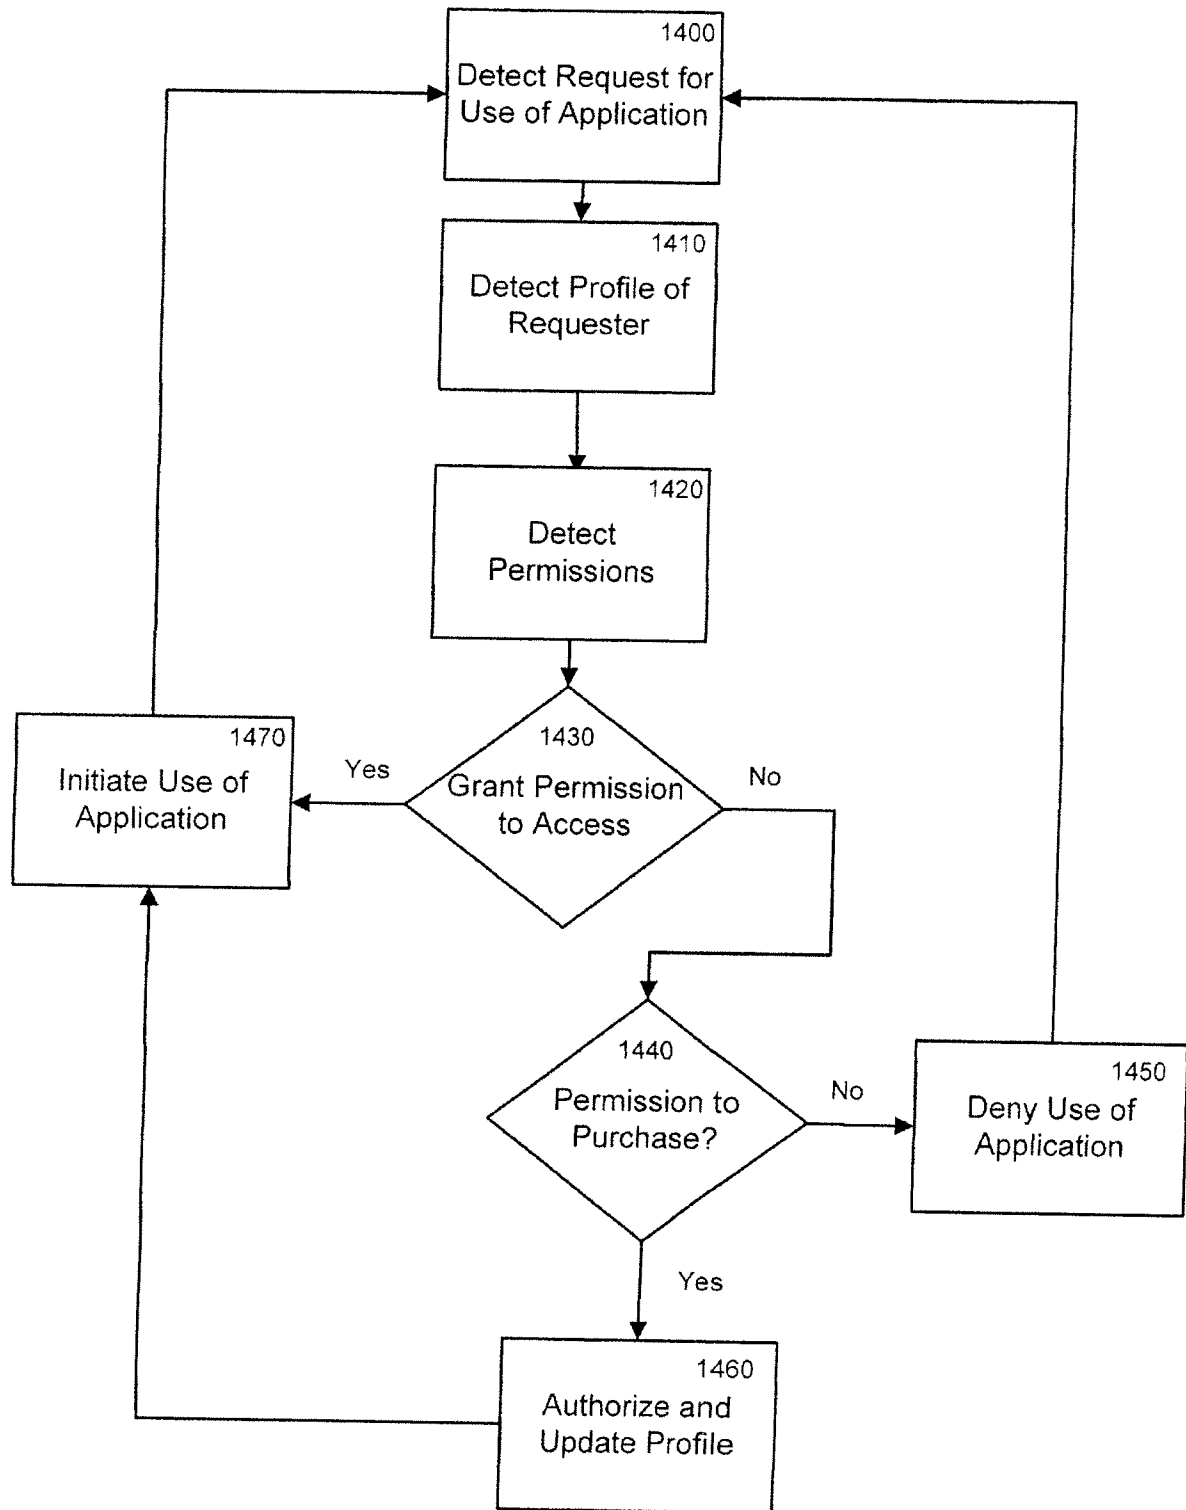 1400
Detect Request for
Use of Application
1410
Detect Profile of
Requester
1420
Detect
Permissions
1430
Grant Permission
to Access
Yes
No
1470
Initiate Use of
Application
1440
Permission to
Purchase?
No
Yes
1450
Deny Use of
Application
1460
Authorize and
Update Profile